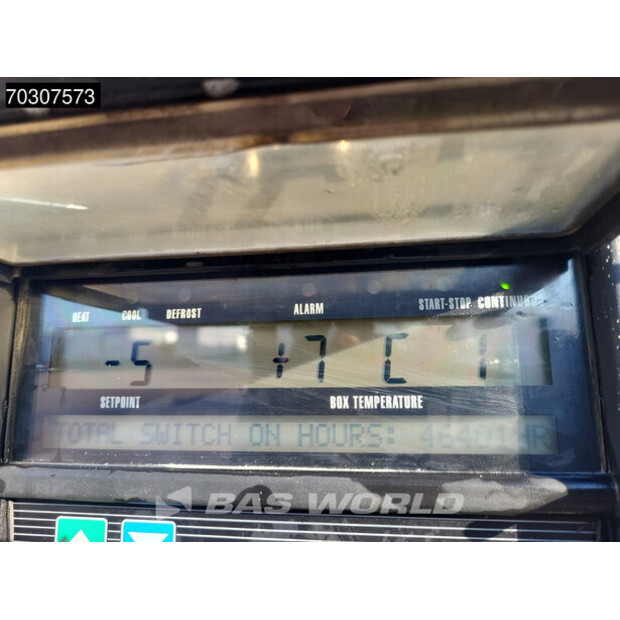 70307573
HEAT COOL DEFROST ALARM START-STOP CONTINUOUS
-5 +7 C
SETPOINT BOX TEMPERATURE
TOTAL SWITCH ON HOURS: HR
BAS WORLD